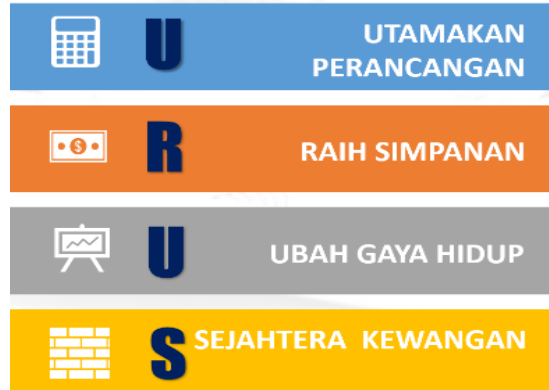 U UTAMAKAN
PERANCANGAN
R RAIH SIMPANAN
U UBAH GAYA HIDUP
S SEJAHTERA KEWANGAN